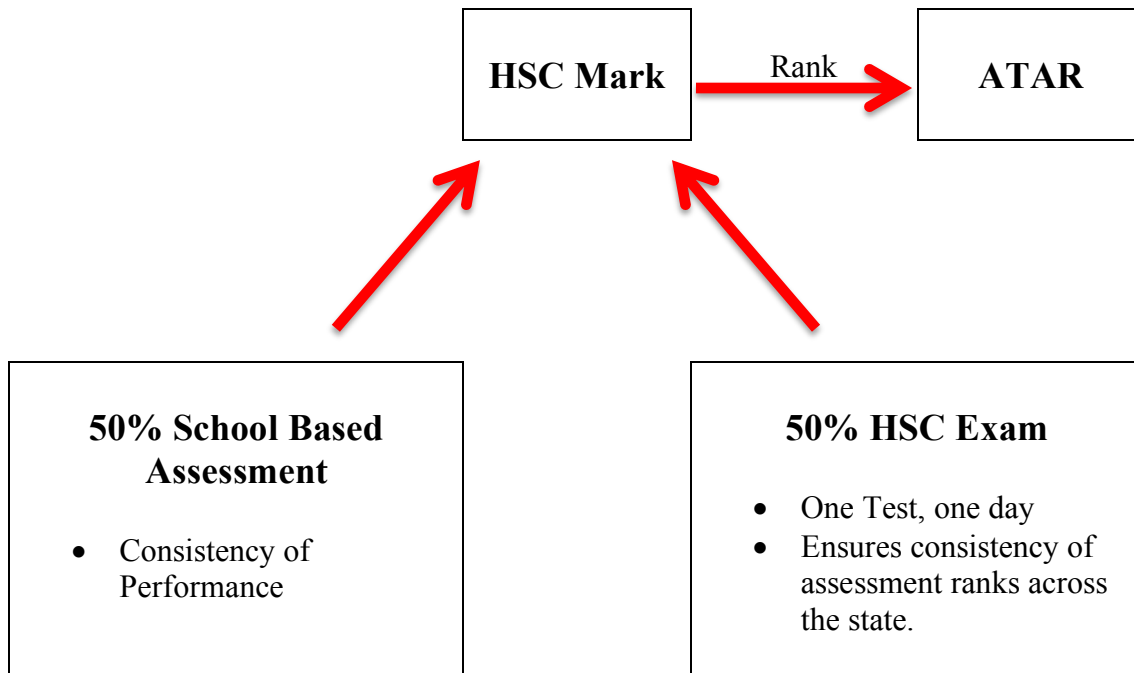 HSC Mark
Rank
ATAR
50% School Based
Assessment
• Consistency of
Performance
50% HSC Exam
• One Test, one day
• Ensures consistency of
assessment ranks across
the state.